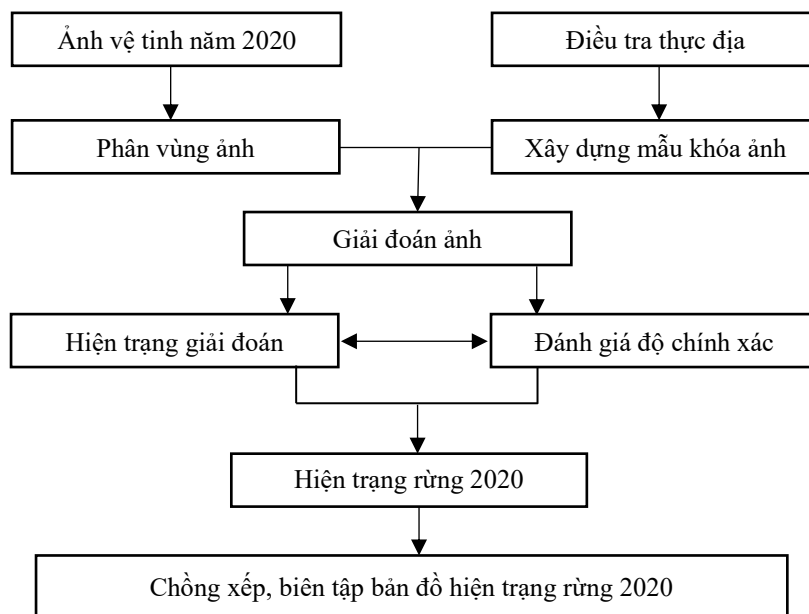 Ảnh vệ tinh năm 2020
Điều tra thực địa
Phân vùng ảnh
Xây dựng mẫu khóa ảnh
Giải đoán ảnh
Hiện trạng giải đoán
Đánh giá độ chính xác
Hiện trạng rừng 2020
Chồng xếp, biên tập bản đồ hiện trạng rừng 2020